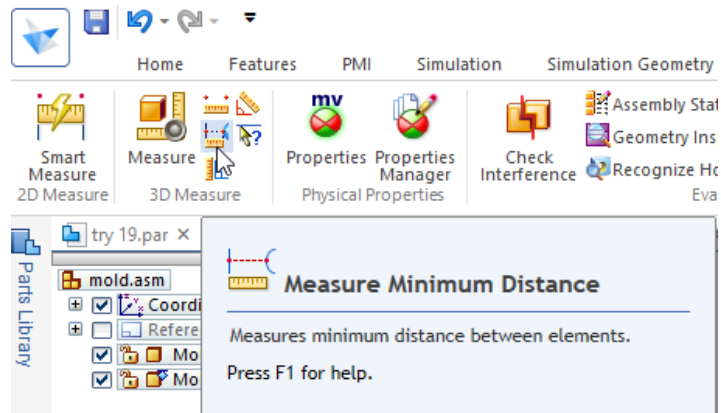 Home Features PMI Simulation Simulation Geometry
mv
Smart Measure Properties Properties Check Assembly Stat
Measure Manager Interference Geometry Ins
Recognize Ho
2D Measure 3D Measure Physical Properties Eva
try 19.par ×
Parts Library
mold.asm
Coordi
Refere
Mo
Mo
Measure Minimum Distance
Measures minimum distance between elements.
Press F1 for help.